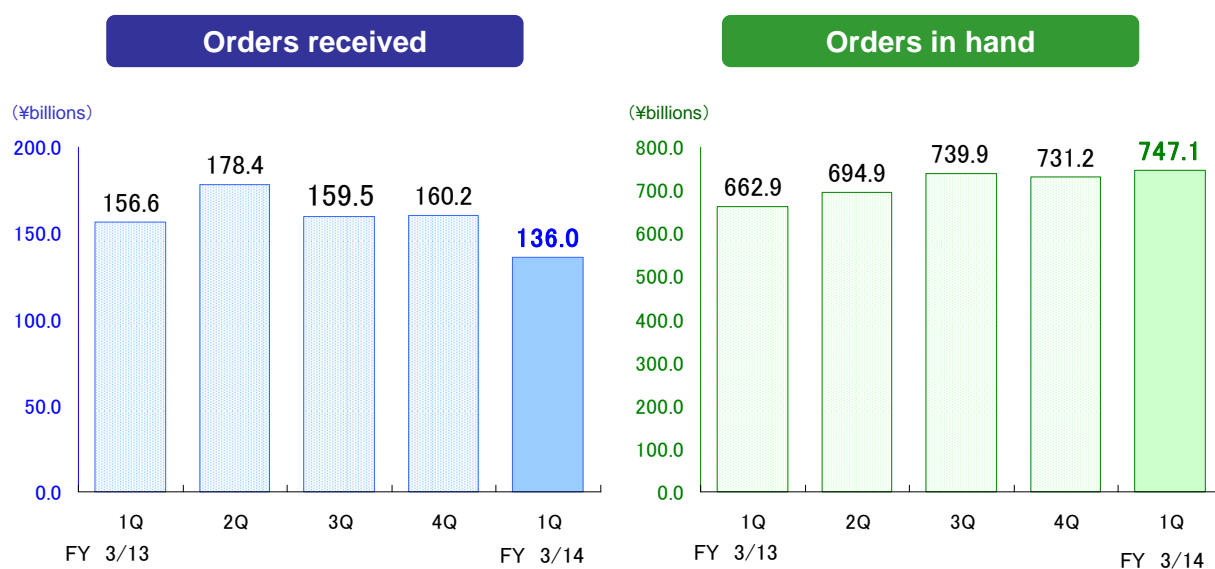 Orders received
(¥billions)
200.0
150.0
100.0
50.0
0.0
156.6
178.4
159.5
160.2
136.0
1Q
2Q
3Q
4Q
1Q
FY 3/13
FY 3/14
Orders in hand
(¥billions)
800.0
700.0
600.0
500.0
400.0
300.0
200.0
100.0
0.0
662.9
694.9
739.9
731.2
747.1
1Q
2Q
3Q
4Q
1Q
FY 3/13
FY 3/14